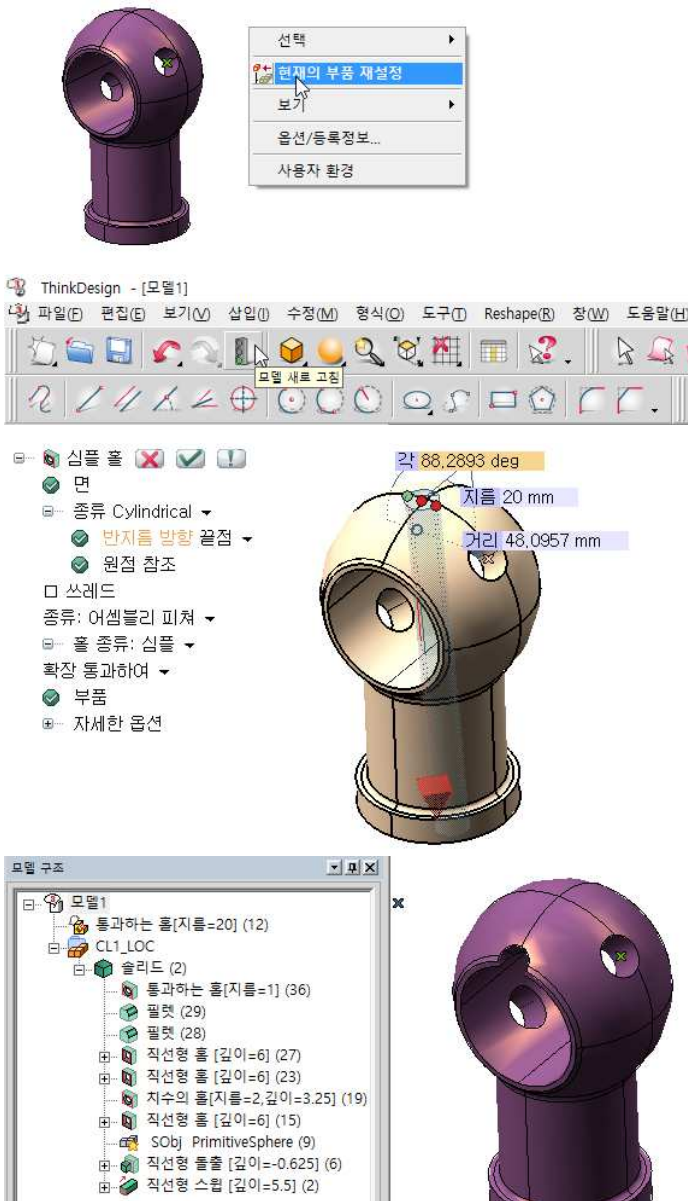 선택
현재의 부품 재설정
보기
옵션/등록정보...
사용자 환경
ThinkDesign - [모델1]
파일(F) 편집(E) 보기(V) 삽입(I) 수정(M) 형식(O) 도구(T) Reshape(R) 창(W) 도움말(H)
모델 새로 고침
심플 홀
면
종류 Cylindrical
반지름 방향 끝점
원점 참조
쓰레드
종류: 어셈블리 피쳐
홀 종류: 심플
확장 통과하여
부품
자세한 옵션
각 88,2893 deg
지름 20 mm
거리 48,0957 mm
모델 구조
모델1
통과하는 홀[지름=20] (12)
CL1_LOC
솔리드 (2)
통과하는 홀[지름=1] (36)
필렛 (29)
필렛 (28)
직선형 홈 [깊이=6] (27)
직선형 홈 [깊이=6] (23)
치수의 홀[지름=2,깊이=3.25] (19)
직선형 홈 [깊이=6] (15)
SObj PrimitiveSphere (9)
직선형 돌출 [깊이=-0.625] (6)
직선형 스윕 [깊이=5.5] (2)